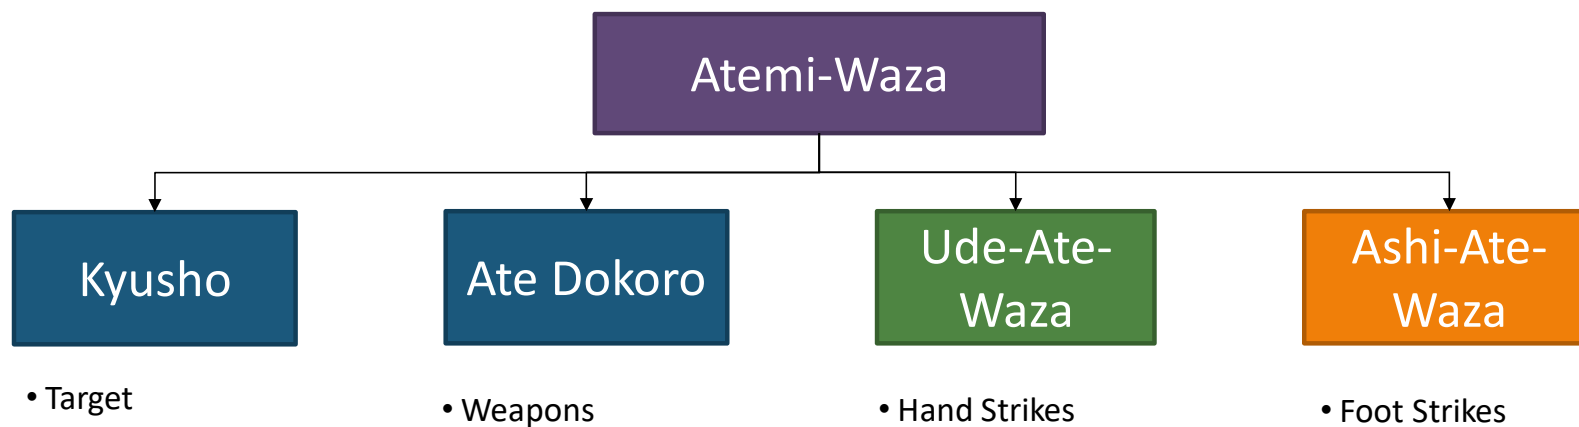 Atemi-Waza
Kyusho
Ate Dokoro
Ude-Ate-
Waza
Ashi-Ate-
Waza
• Target
• Weapons
• Hand Strikes
• Foot Strikes